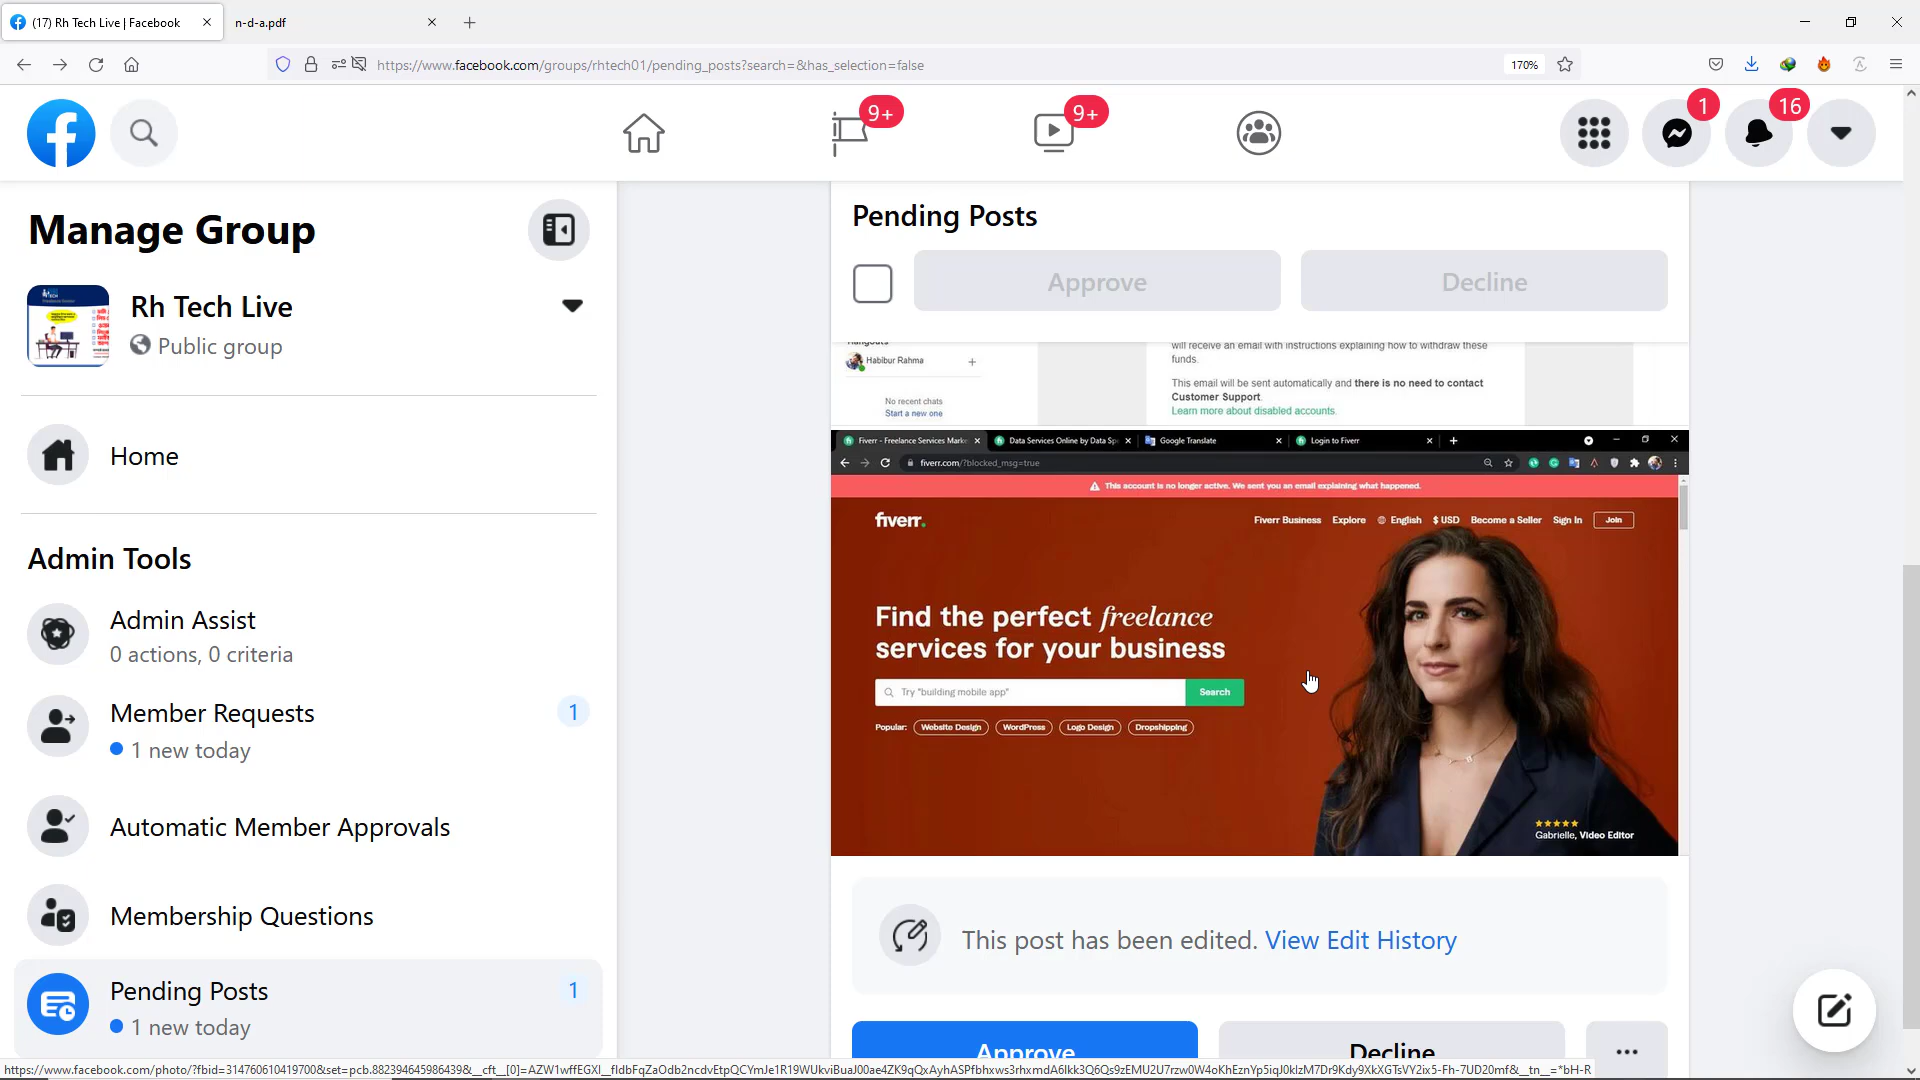 (17) Rh Tech Live | Facebook
n-d-a.pdf
https://www.facebook.com/groups/rhtech01/pending_posts?search=&has_selection=false
170%
9+
9+
1
16
Manage Group
Rh Tech Live
Public group
Home
Admin Tools
Admin Assist
0 actions, 0 criteria
Member Requests
1
1 new today
Automatic Member Approvals
Membership Questions
Pending Posts
1
1 new today
Pending Posts
Approve
Decline
Habibur Rahma
No recent chats
Start a new one
will receive an email with instructions explaining how to withdraw these
funds.
This email will be sent automatically and there is no need to contact
Customer Support.
Learn more about disabled accounts.
Fiverr - Freelance Services Marke
Data Services Online by Data Sp
Google Translate
Login to Fiverr
fiverr.com/?blocked_msg=true
This account is no longer active. We sent you an email explaining what happened.
fiverr.
Fiverr Business
Explore
English
$ USD
Become a Seller
Sign In
Join
Find the perfect freelance
services for your business
Try "building mobile app"
Search
Popular:
Website Design
WordPress
Logo Design
Dropshipping
Gabrielle, Video Editor
This post has been edited. View Edit History
Approve
Decline